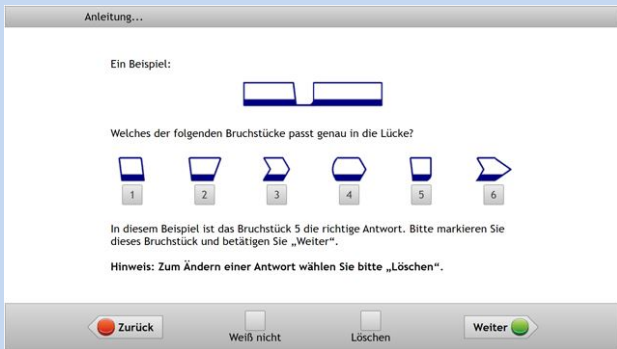 Anleitung...
Ein Beispiel:
Welches der folgenden Bruchstücke passt genau in die Lücke?
1 2 3 4 5 6
In diesem Beispiel ist das Bruchstück 5 die richtige Antwort. Bitte markieren Sie
dieses Bruchstück und betätigen Sie „Weiter“.
Hinweis: Zum Ändern einer Antwort wählen Sie bitte „Löschen“.
Zurück Weiß nicht Löschen Weiter